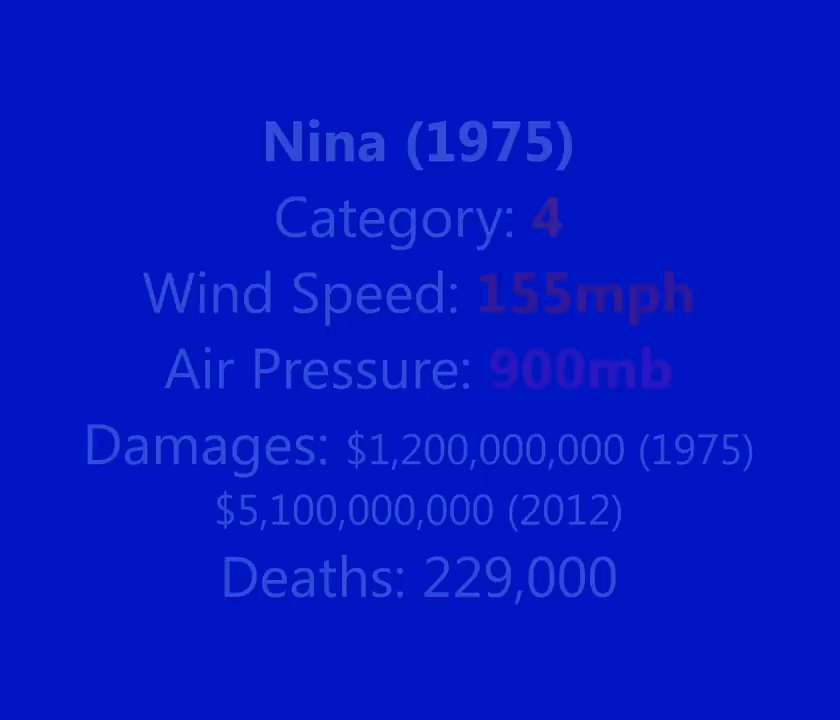 Nina (1975)
Category: 4
Wind Speed: 155mph
Air Pressure: 900mb
Damages: $1,200,000,000 (1975)
$5,100,000,000 (2012)
Deaths: 229,000